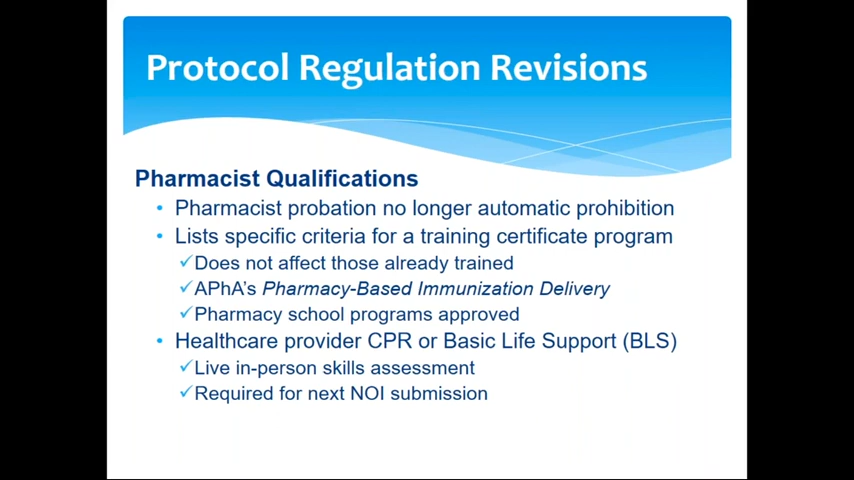 Protocol Regulation Revisions
Pharmacist Qualifications
• Pharmacist probation no longer automatic prohibition
• Lists specific criteria for a training certificate program
✓Does not affect those already trained
✓APhA's Pharmacy-Based Immunization Delivery
✓Pharmacy school programs approved
• Healthcare provider CPR or Basic Life Support (BLS)
✓Live in-person skills assessment
✓Required for next NOI submission